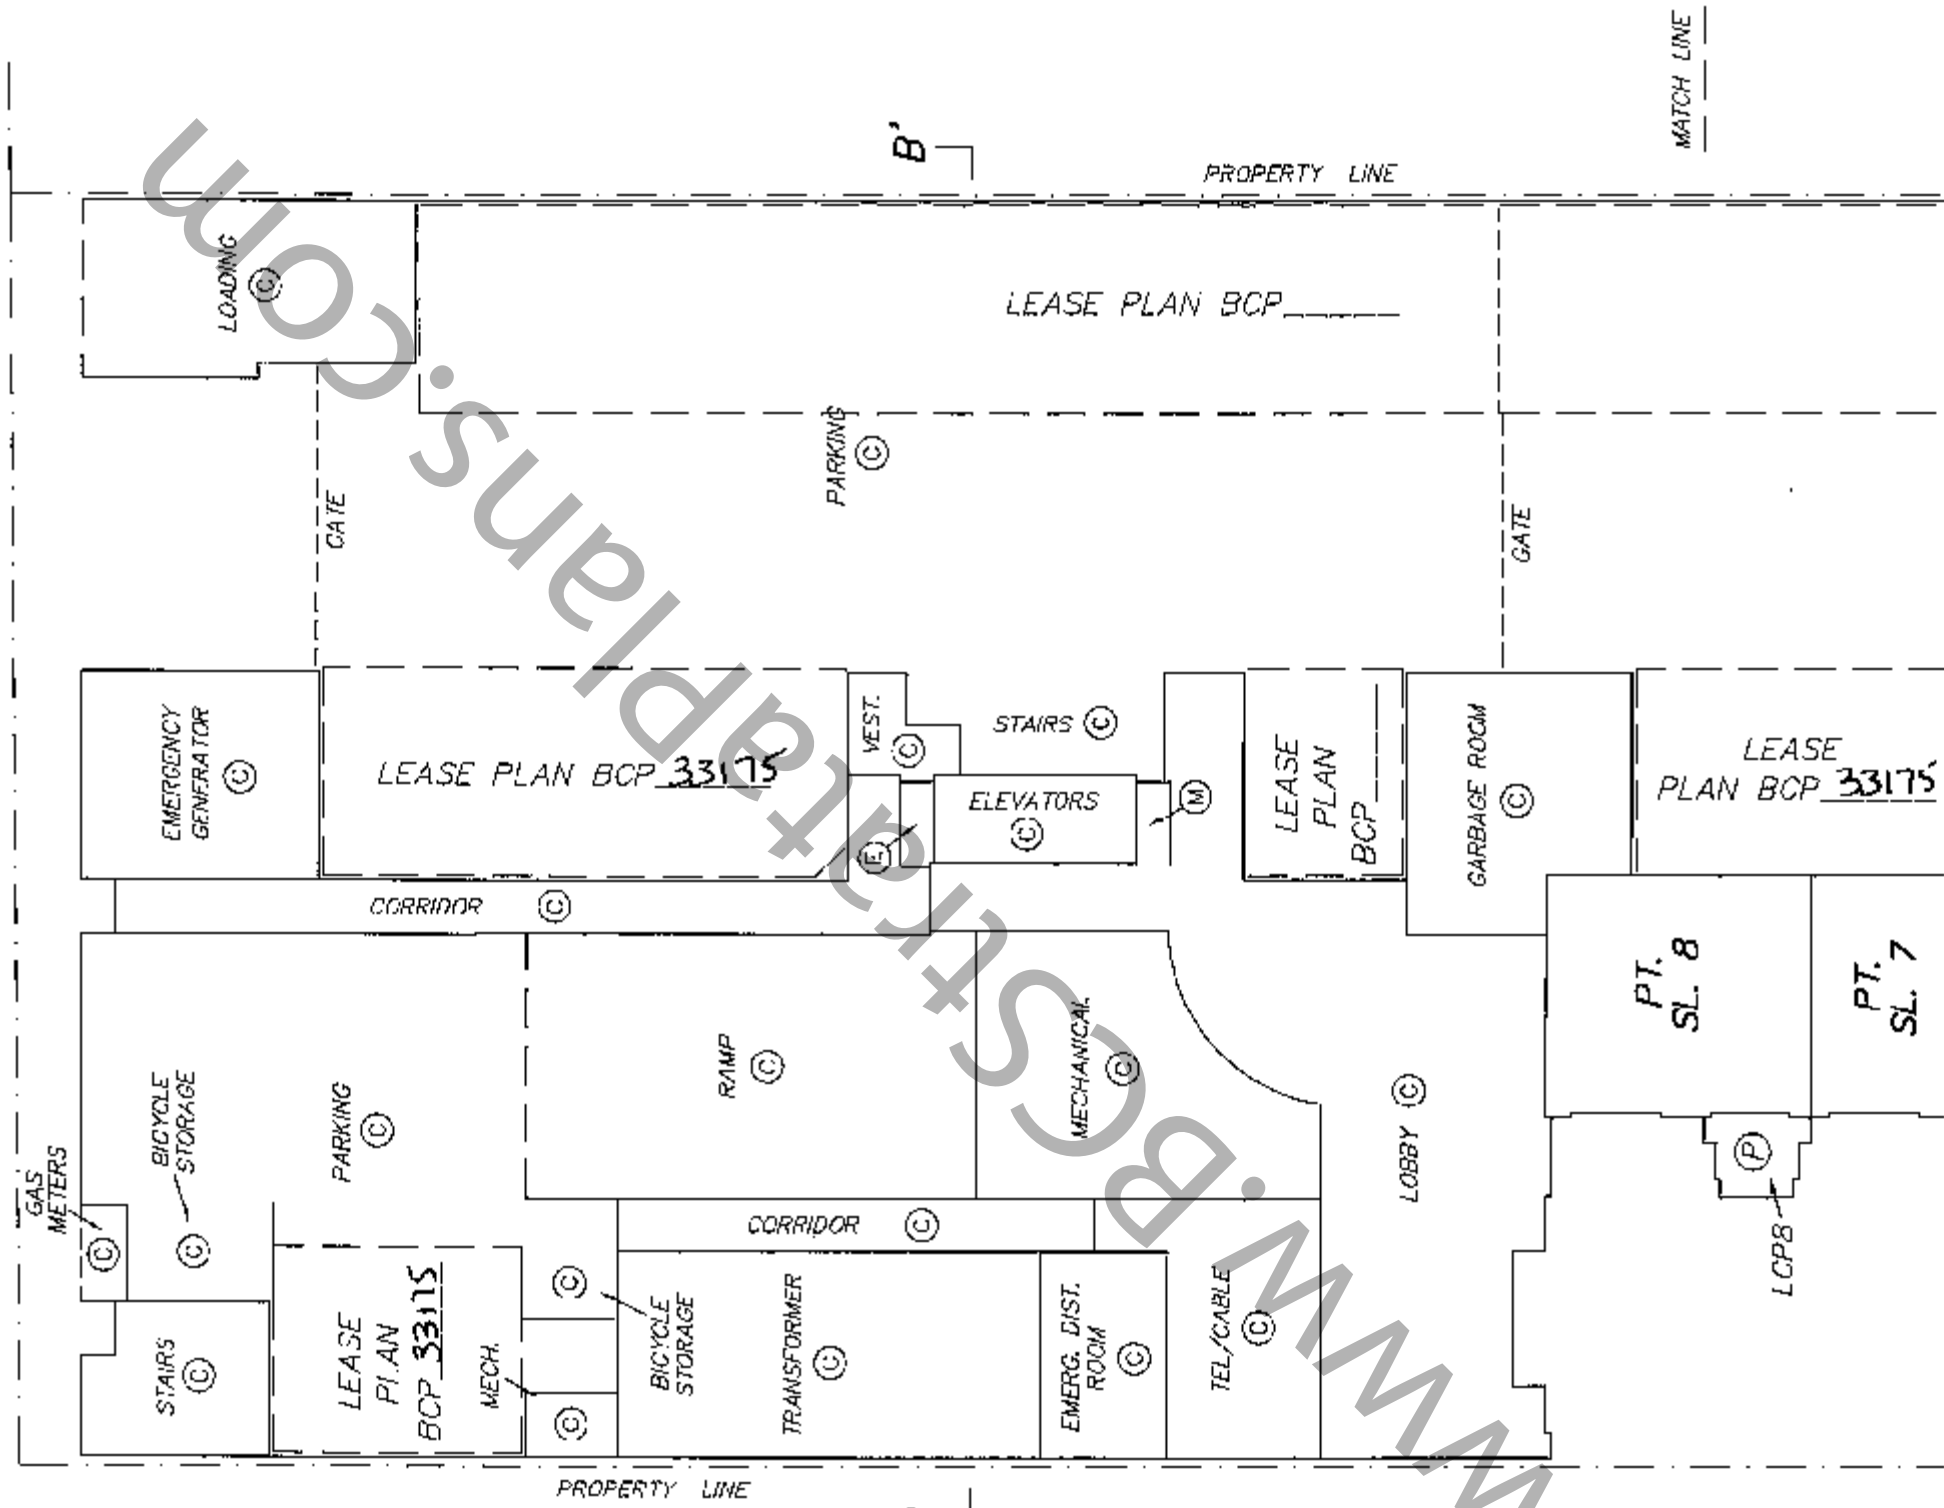 MATCH LINE
B'
PROPERTY LINE
LOADING
C
LEASE PLAN BCP_____
PARKING
C
GATE
GATE
EMERGENCY
GENERATOR
C
LEASE PLAN BCP 33175
VEST.
C
STAIRS C
ELEVATORS
C
E
M
LEASE
PLAN
BCP_____
GARBAGE ROOM
C
LEASE
PLAN BCP 33175
CORRIDOR C
PT.
SL. 8
PT.
SL. 7
RAMP
C
MECHANICAL
C
LOBBY C
BICYCLE
STORAGE
C
PARKING
C
GAS
METERS
C
P
LCP8
CORRIDOR C
STAIRS
C
LEASE
PLAN
BCP 33175
MECH.
C
C
BICYCLE
STORAGE
TRANSFORMER
C
EMERG. DIST.
ROOM
C
TEL/CABLE
C
PROPERTY LINE
www.BCStrataPlans.com